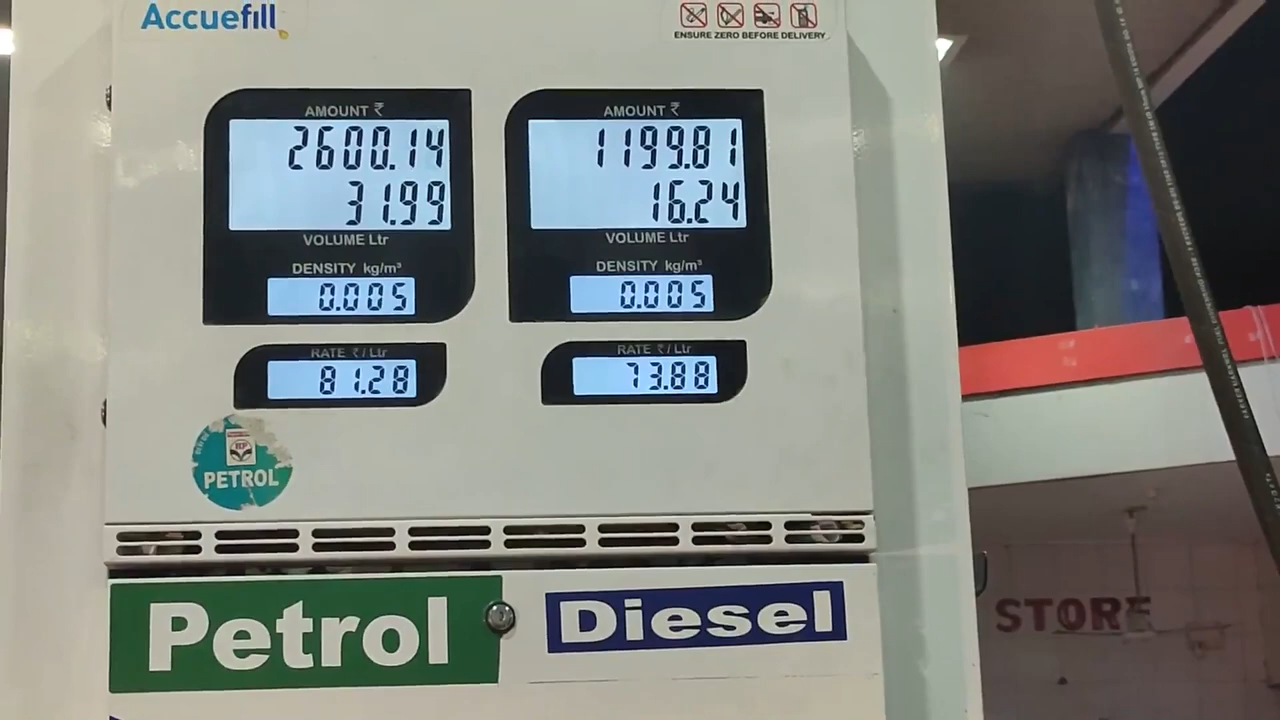 Accuefill
ENSURE ZERO BEFORE DELIVERY
AMOUNT ₹
2600.14
31.99
VOLUME Ltr
DENSITY kg/m³
0.005
RATE ₹/Ltr
81.28
AMOUNT ₹
1199.81
16.24
VOLUME Ltr
DENSITY kg/m³
0.005
RATE ₹/Ltr
73.88
HP
PETROL
Petrol
Diesel
STORE